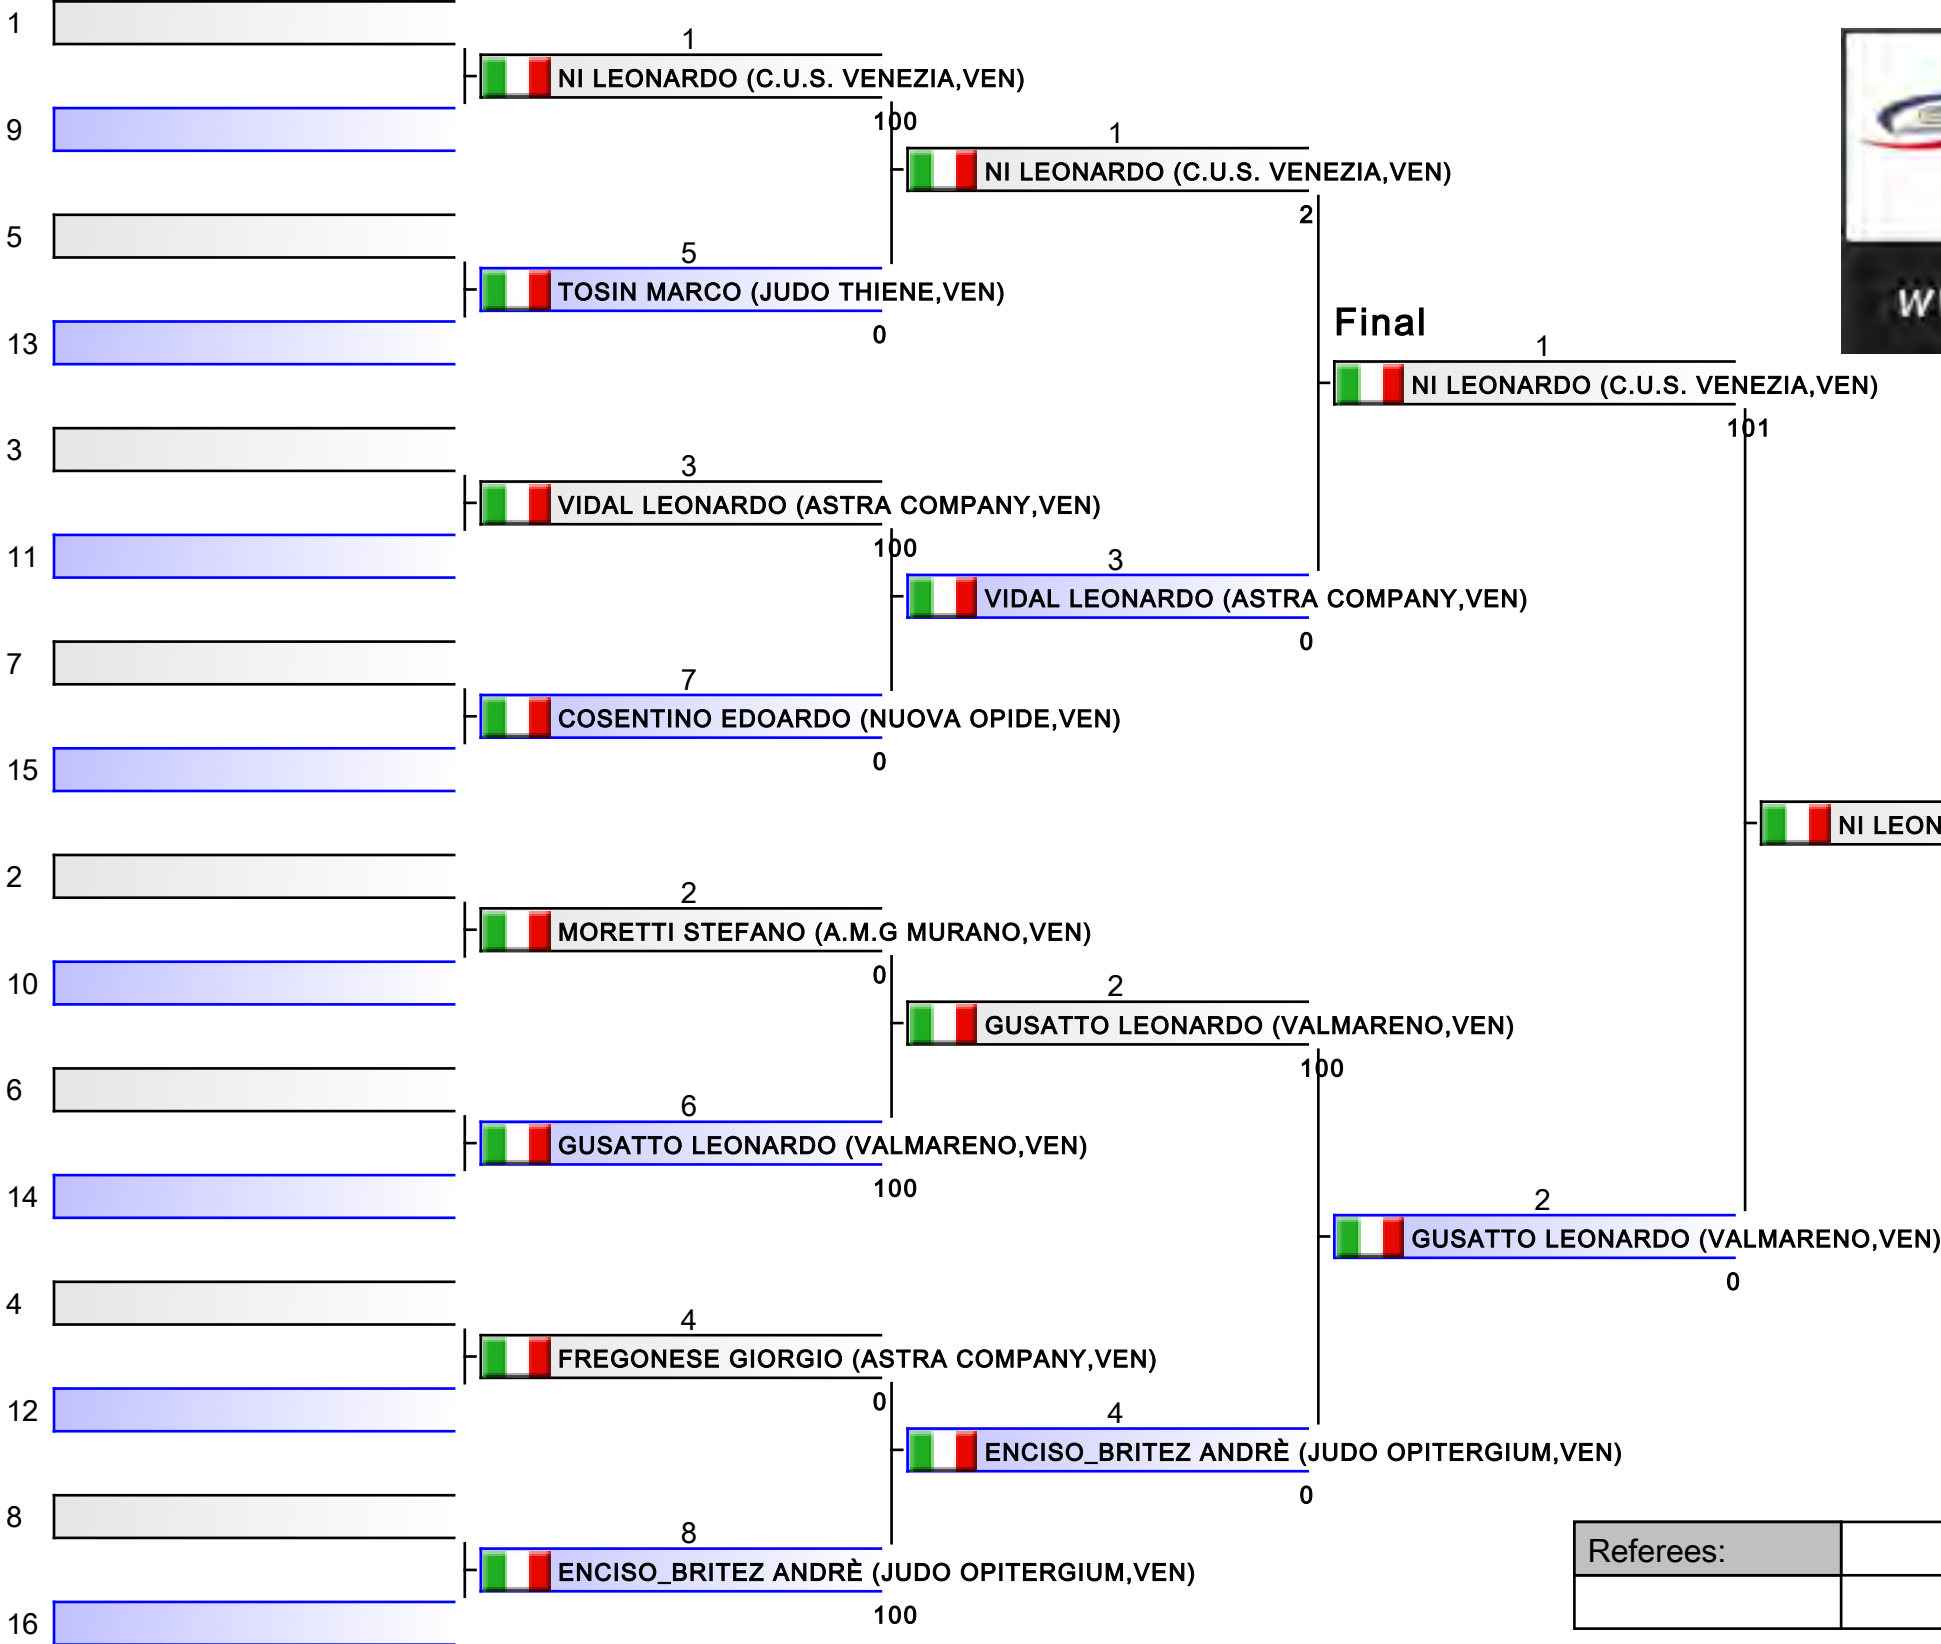 1
1
NI LEONARDO (C.U.S. VENEZIA,VEN)
9
100
1
NI LEONARDO (C.U.S. VENEZIA,VEN)
2
5
5
TOSIN MARCO (JUDO THIENE,VEN)
0
13
Final
1
NI LEONARDO (C.U.S. VENEZIA,VEN)
101
3
3
VIDAL LEONARDO (ASTRA COMPANY,VEN)
11
100
3
VIDAL LEONARDO (ASTRA COMPANY,VEN)
0
7
7
COSENTINO EDOARDO (NUOVA OPIDE,VEN)
0
15
NI LEON
2
2
MORETTI STEFANO (A.M.G MURANO,VEN)
10
0
2
GUSATTO LEONARDO (VALMARENO,VEN)
100
6
6
GUSATTO LEONARDO (VALMARENO,VEN)
100
14
2
GUSATTO LEONARDO (VALMARENO,VEN)
0
4
4
FREGONESE GIORGIO (ASTRA COMPANY,VEN)
12
0
4
ENCISO_BRITEZ ANDRÈ (JUDO OPITERGIUM,VEN)
0
8
8
ENCISO_BRITEZ ANDRÈ (JUDO OPITERGIUM,VEN)
100
16
Referees: